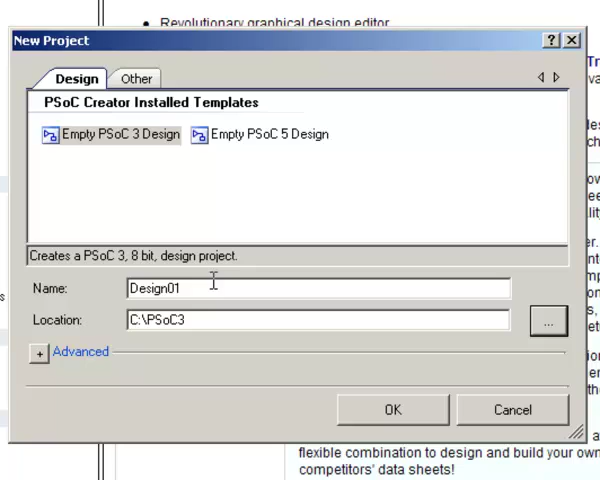 Revolutionary graphical design editor
New Project
Design Other
PSoC Creator Installed Templates
Empty PSoC 3 Design Empty PSoC 5 Design
Creates a PSoC 3, 8 bit, design project.
Name: Design01
Location: C:\PSoC3 ...
+ Advanced
OK Cancel
flexible combination to design and build your own
competitors' data sheets!